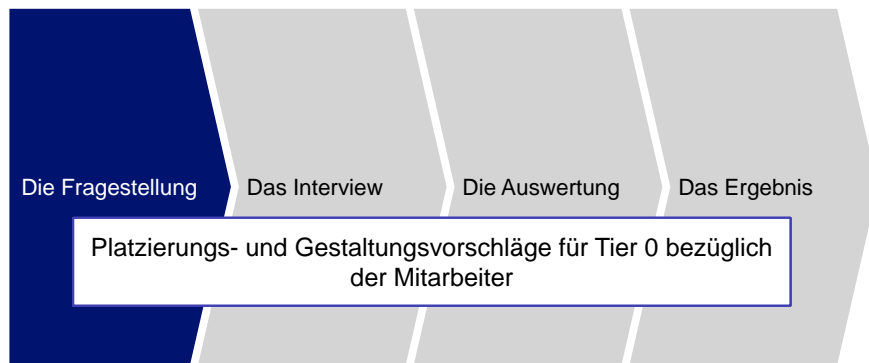 Die Fragestellung
Das Interview
Die Auswertung
Das Ergebnis
Platzierungs- und Gestaltungsvorschläge für Tier 0 bezüglich
der Mitarbeiter